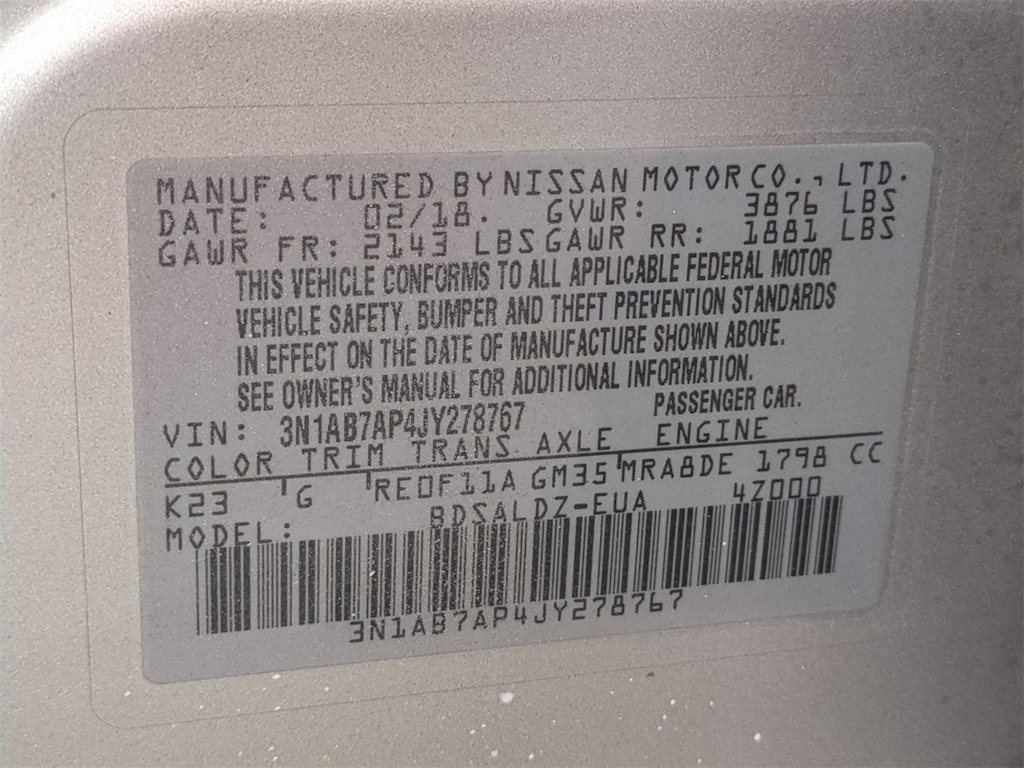 MANUFACTURED BY NISSAN MOTOR CO., LTD.
DATE: 02/18. GVWR: 3876 LBS
GAWR FR: 2143 LBS GAWR RR: 1881 LBS
THIS VEHICLE CONFORMS TO ALL APPLICABLE FEDERAL MOTOR
VEHICLE SAFETY, BUMPER AND THEFT PREVENTION STANDARDS
IN EFFECT ON THE DATE OF MANUFACTURE SHOWN ABOVE.
SEE OWNER'S MANUAL FOR ADDITIONAL INFORMATION.
VIN: 3N1AB7AP4JY278767 PASSENGER CAR.
COLOR TRIM TRANS AXLE ENGINE
K23 G RE0F11A GM35 MRA8DE 1798 CC
MODEL: BDSALDZ-EUA 4Z000
3N1AB7AP4JY278767